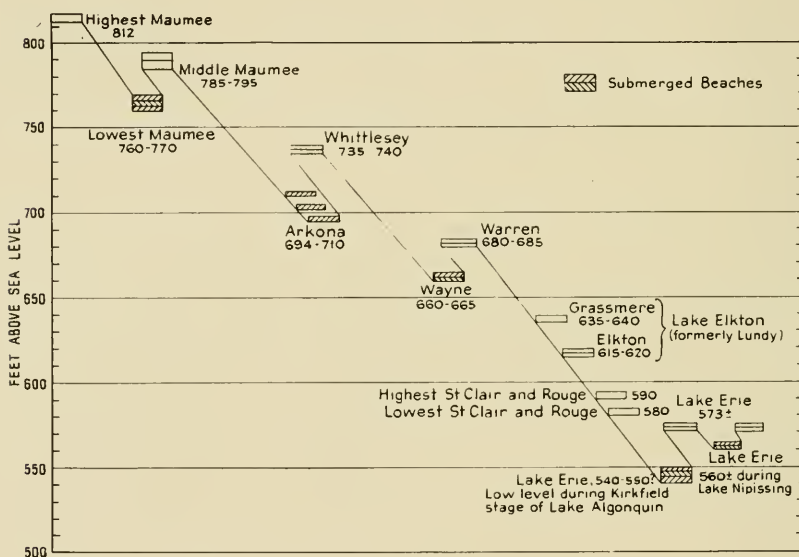 Highest Maumee
812
800
Middle Maumee
785-795
Submerged Beaches
Lowest Maumee
760-770
750
Whittlesey
735 740
700
Arkona
694-710
Warren
680-685
Wayne
660-665
650
Grassmere
635-640
Lake Elkton
(formerly Lundy)
Elkton
615-620
600
Highest St Clair and Rouge
590
Lowest St Clair and Rouge
580
Lake Erie
573±
Lake Erie
560± during
Lake Nipissing
550
Lake Erie, 540-550?
Low level during Kirkfield
stage of Lake Algonquin
500
FEET ABOVE SEA LEVEL